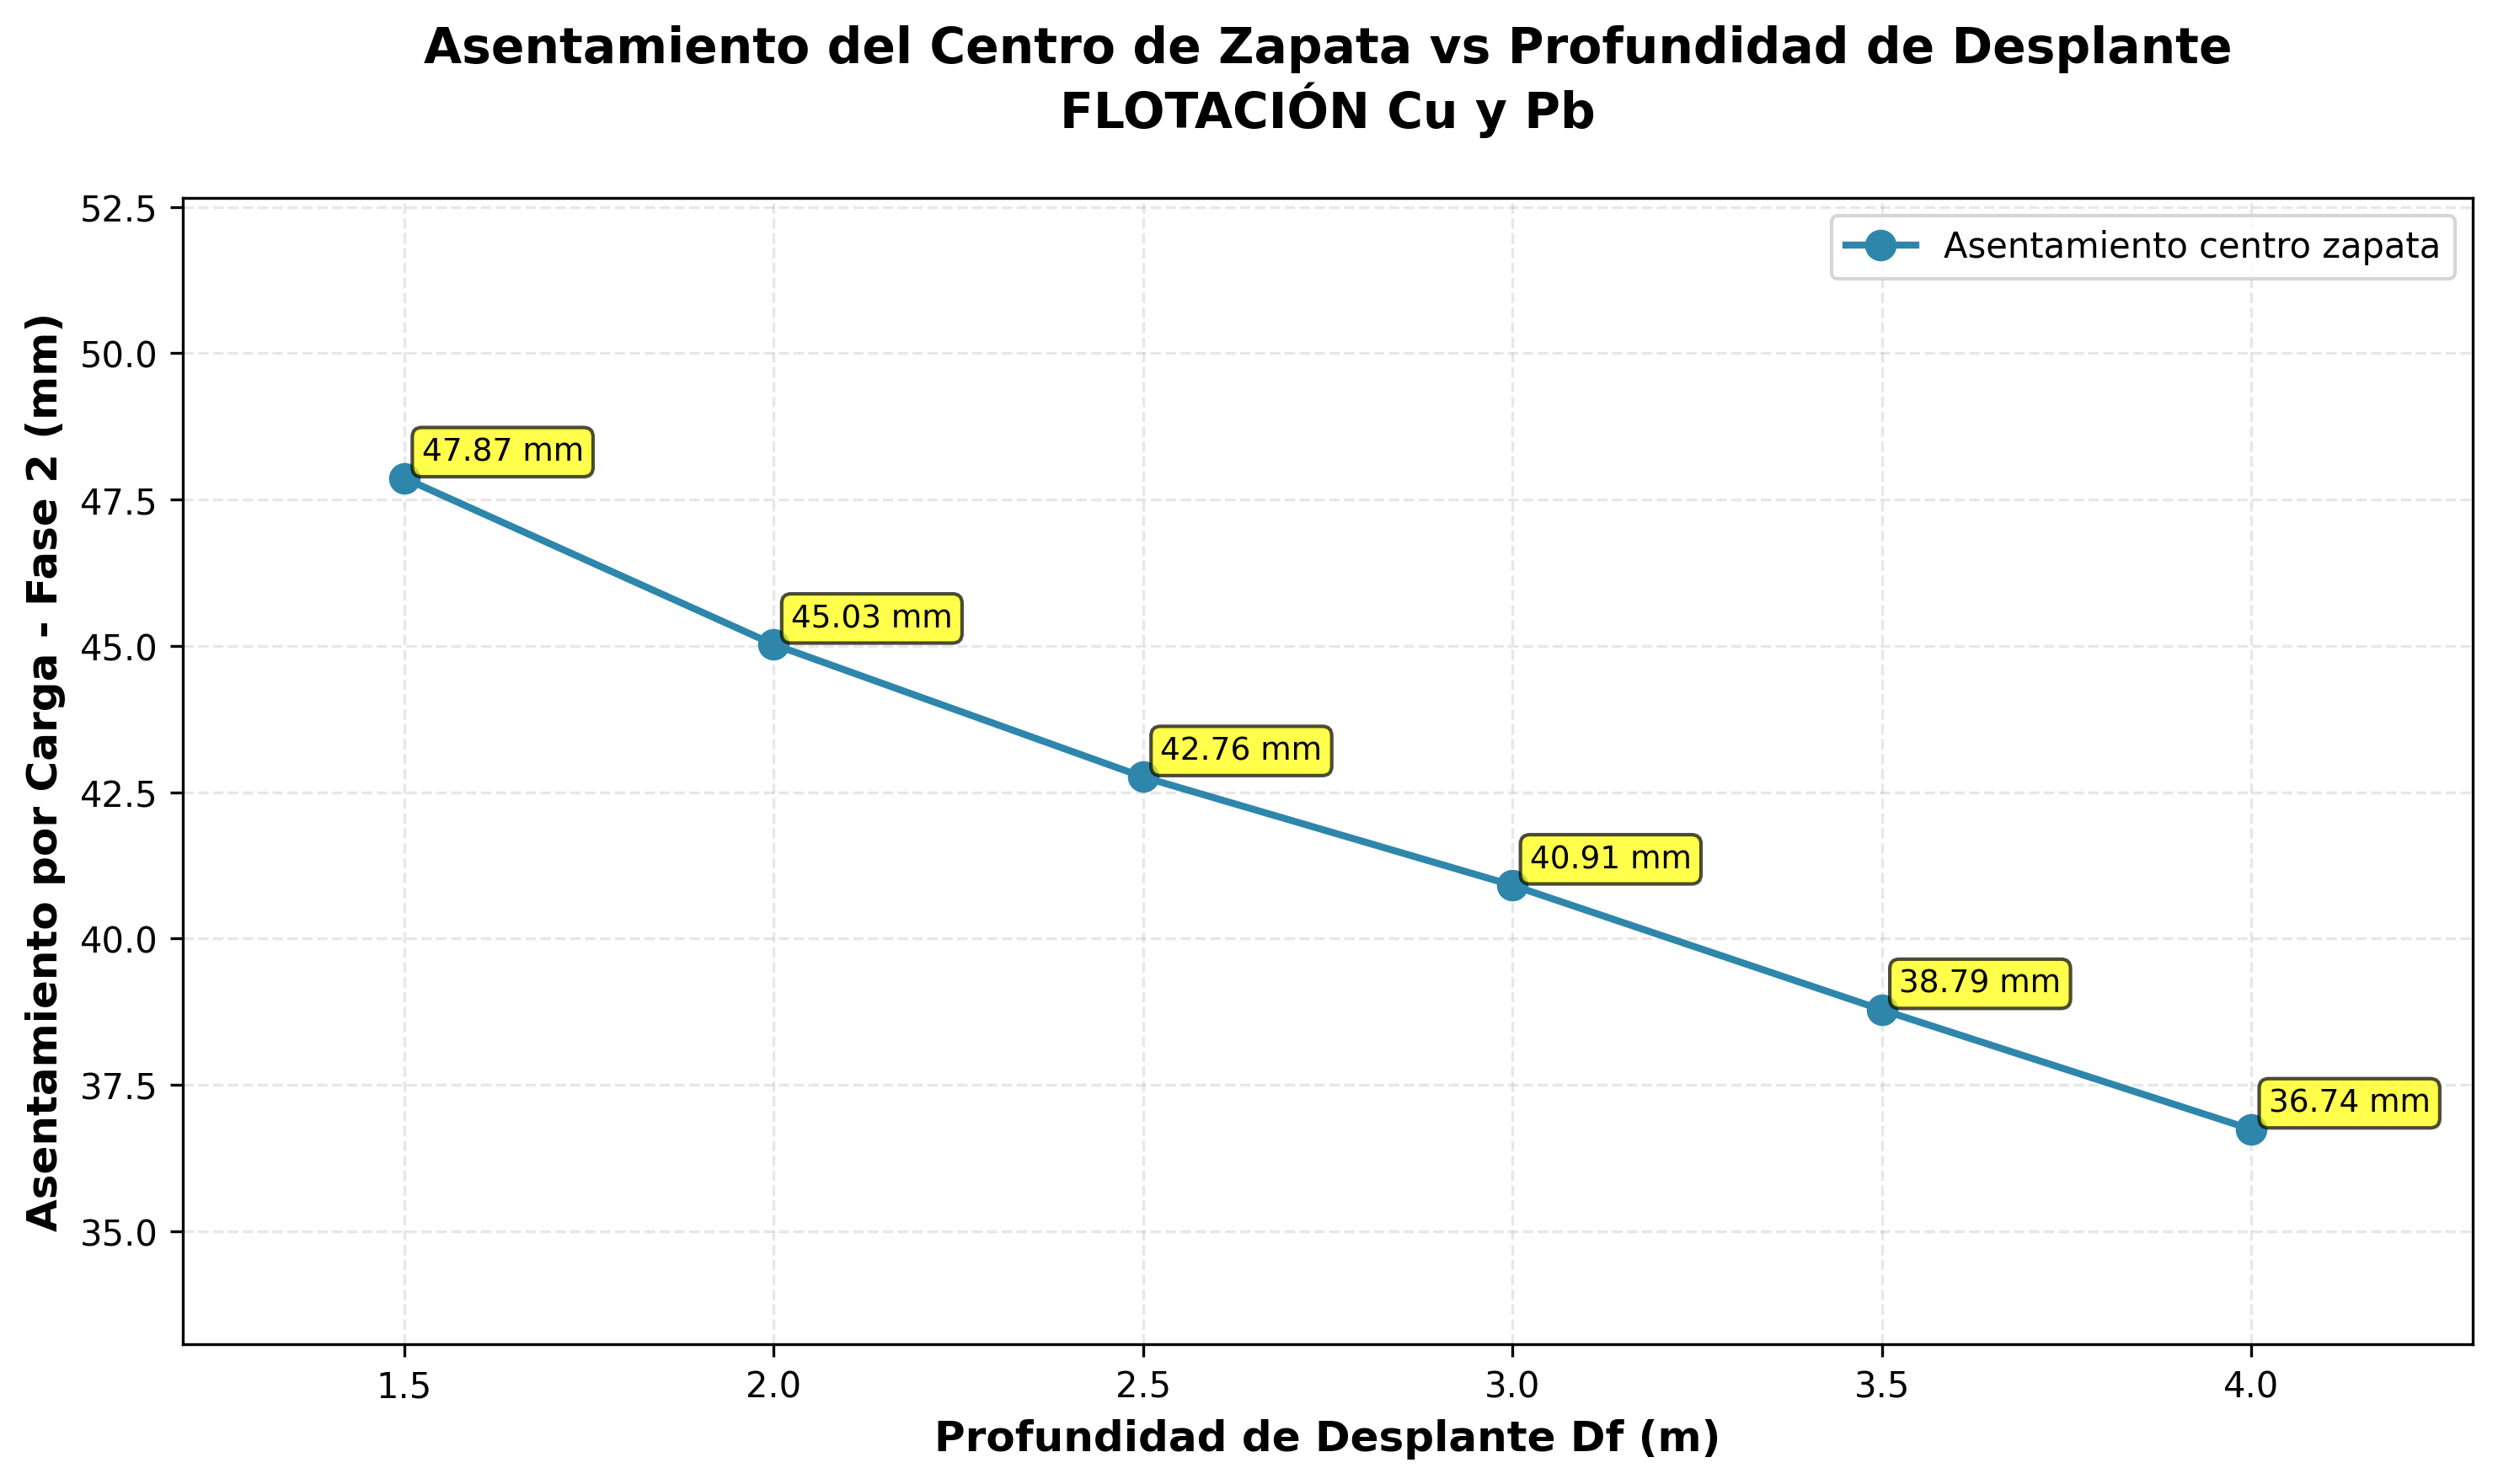 Asentamiento del Centro de Zapata vs Profundidad de Desplante
FLOTACIÓN Cu y Pb
Asentamiento por Carga - Fase 2 (mm)
52.5
50.0
47.5
45.0
42.5
40.0
37.5
35.0
Asentamiento centro zapata
47.87 mm
45.03 mm
42.76 mm
40.91 mm
38.79 mm
36.74 mm
1.5
2.0
2.5
3.0
3.5
4.0
Profundidad de Desplante Df (m)